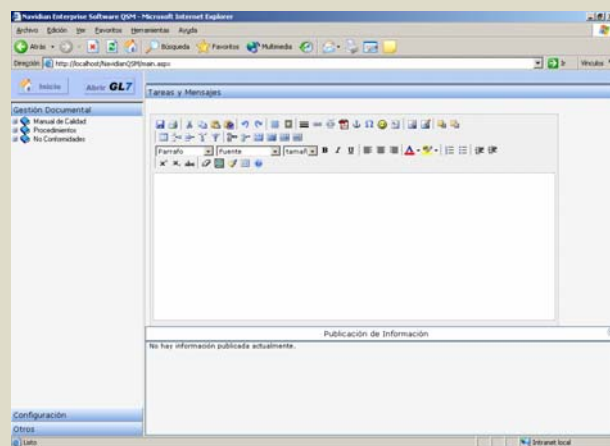 Navidian Enterprise Software QSM - Microsoft Internet Explorer
Archivo Edición Ver Favoritos Herramientas Ayuda
Atrás Búsqueda Favoritos Multimedia
Dirección http://localhost/NavidianQSM/main.aspx Ir Vínculos
Inicio Abrir GL7
Tareas y Mensajes
Gestión Documental
Manual de Calidad
Procedimientos
No Conformidades
Parrafo Fuente tamañ
Publicación de Información
No hay información publicada actualmente.
Configuración
Otros
Listo Intranet local